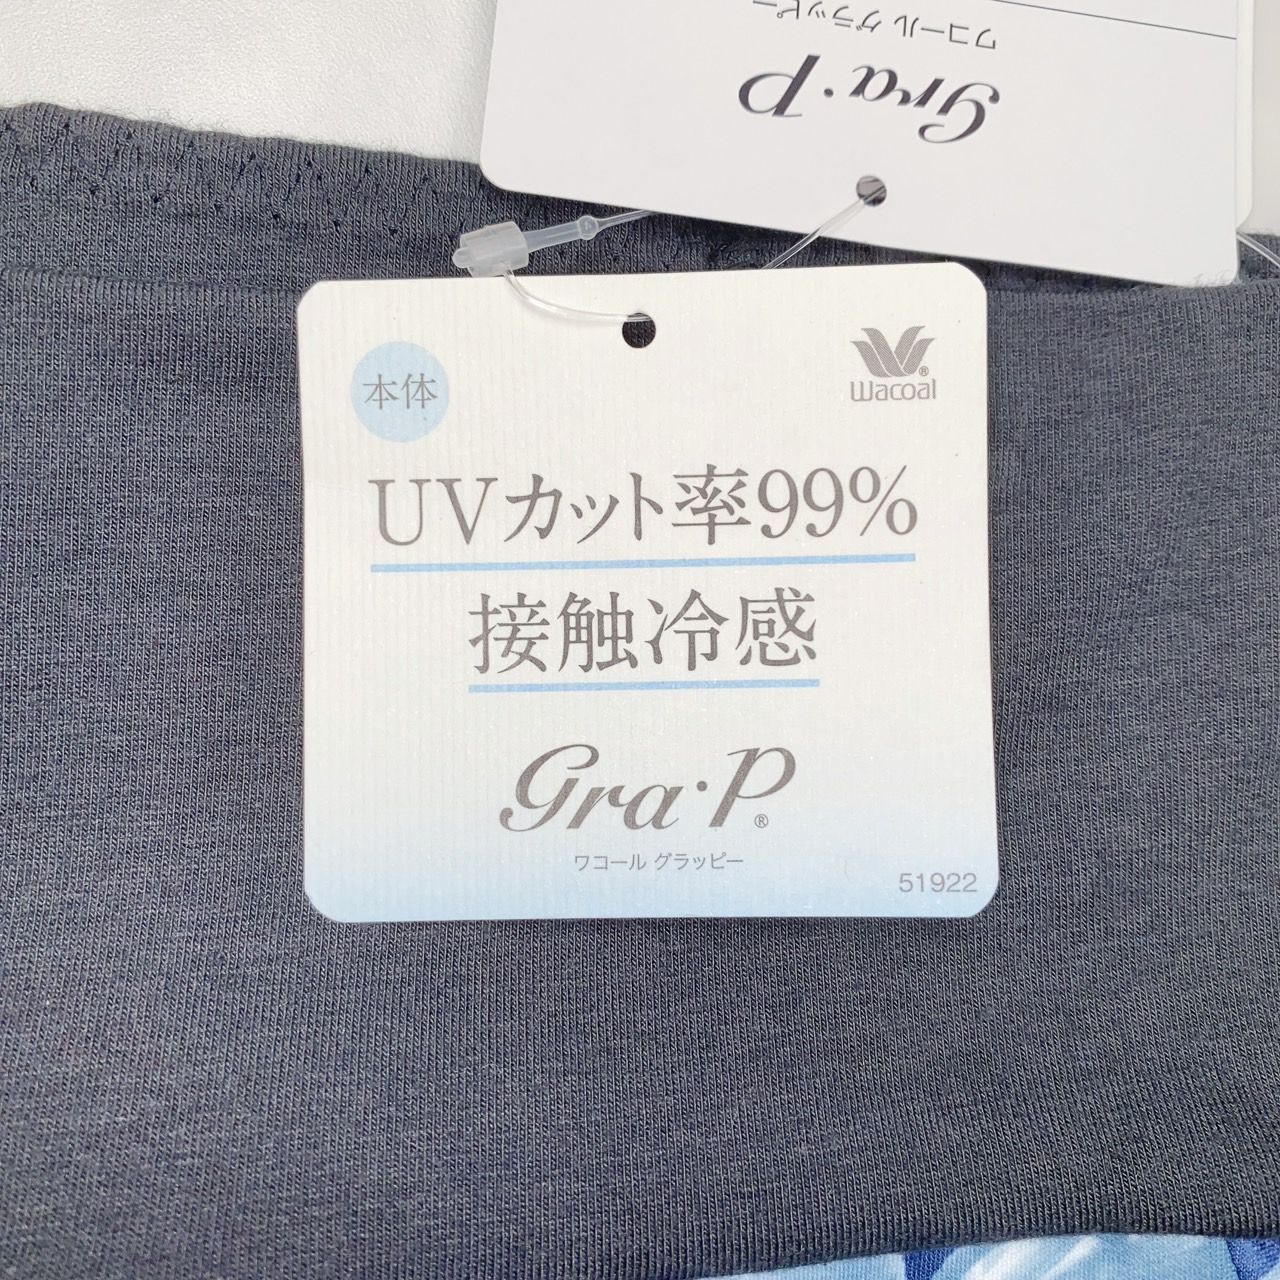 ワコール グラッピー
gra·P
本体
Wacoal®
UVカット率99%
接触冷感
gra·P®
ワコール グラッピー
51922